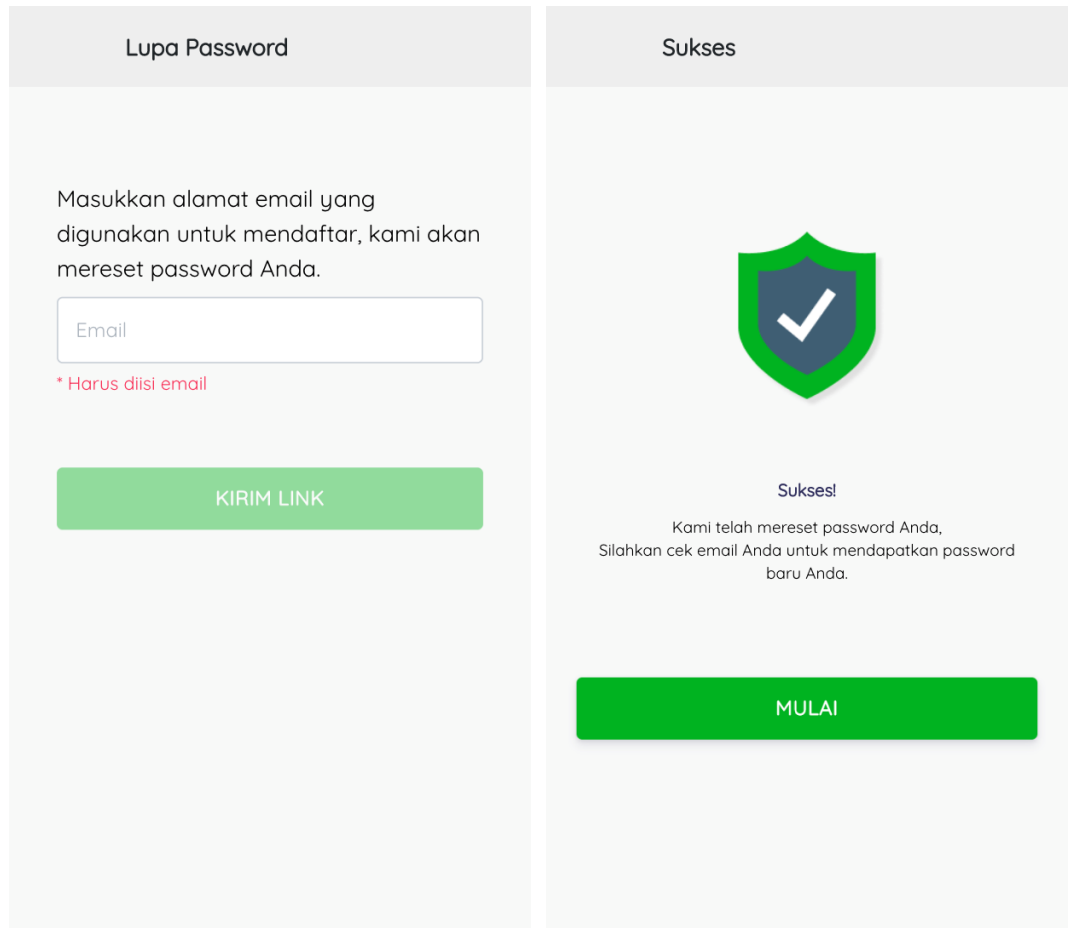 Lupa Password
Masukkan alamat email yang
digunakan untuk mendaftar, kami akan
mereset password Anda.
Email
* Harus diisi email
KIRIM LINK
Sukses
Sukses!
Kami telah mereset password Anda,
Silahkan cek email Anda untuk mendapatkan password
baru Anda.
MULAI